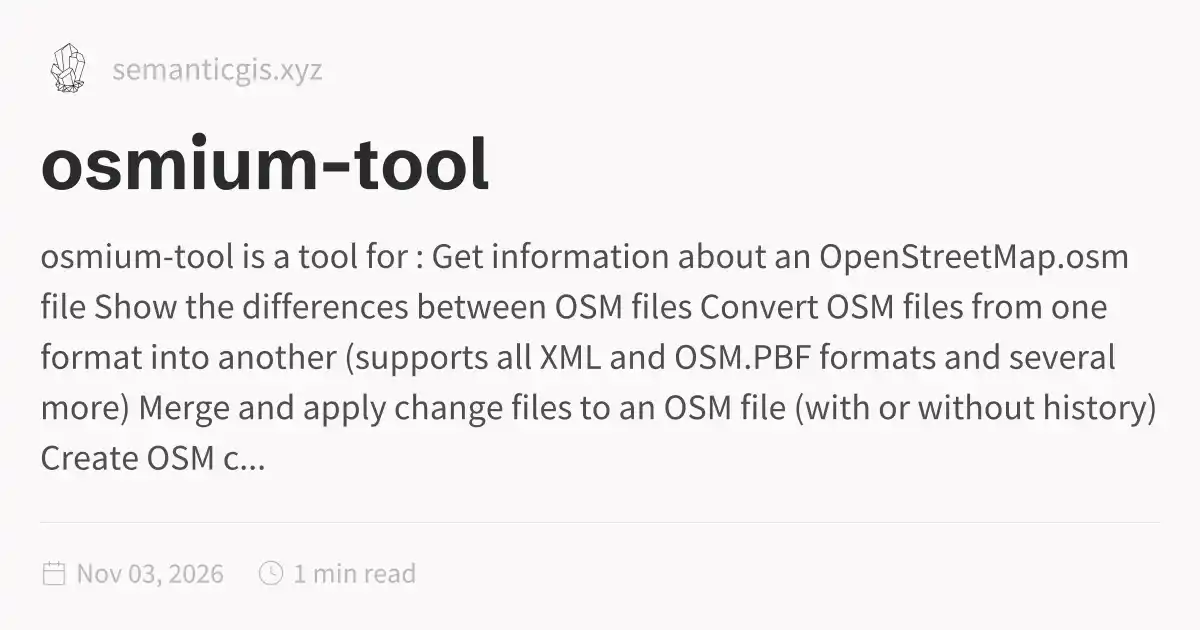 semanticgis.xyz
osmium-tool
osmium-tool is a tool for : Get information about an OpenStreetMap.osm
file Show the differences between OSM files Convert OSM files from one
format into another (supports all XML and OSM.PBF formats and several
more) Merge and apply change files to an OSM file (with or without history)
Create OSM c...
Nov 03, 2026 1 min read